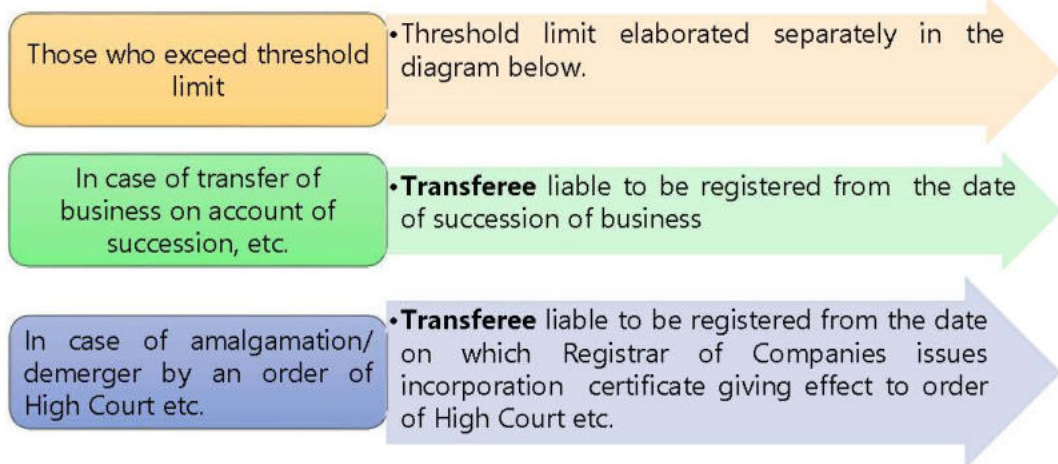 Those who exceed threshold
limit
•Threshold limit elaborated separately in the
diagram below.
In case of transfer of
business on account of
succession, etc.
•Transferee liable to be registered from the date
of succession of business
In case of amalgamation/
demerger by an order of
High Court etc.
•Transferee liable to be registered from the date
on which Registrar of Companies issues
incorporation certificate giving effect to order
of High Court etc.